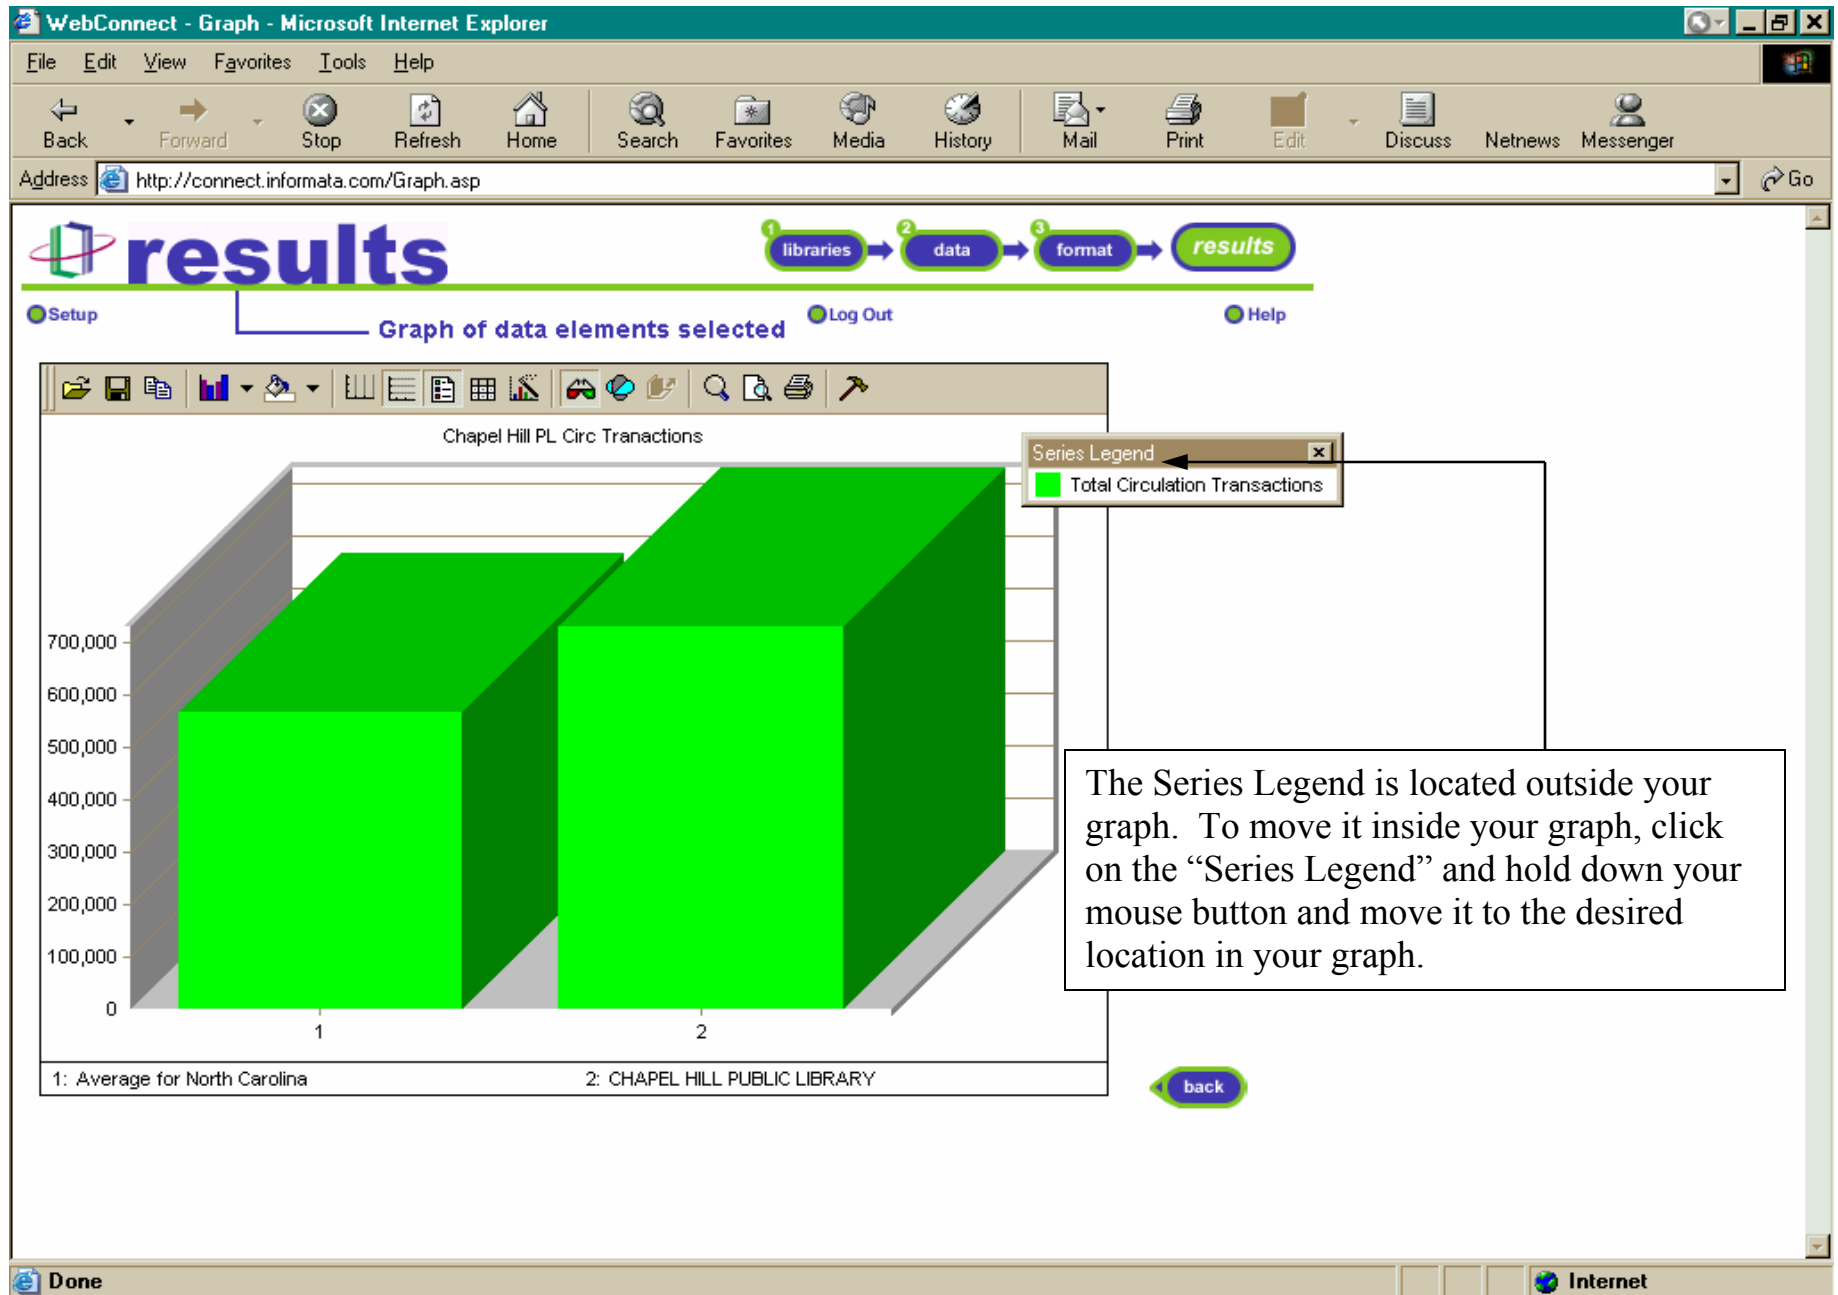 WebConnect - Graph - Microsoft Internet Explorer
File Edit View Favorites Tools Help
Back Forward Stop Refresh Home Search Favorites Media History Mail Print Edit Discuss Netnews Messenger
Address http://connect.informata.com/Graph.asp Go
results
1 libraries 2 data 3 format results
Setup Graph of data elements selected Log Out Help
Chapel Hill PL Circ Tranactions
Series Legend
Total Circulation Transactions
700,000
600,000
500,000
400,000
300,000
200,000
100,000
0
1 2
The Series Legend is located outside your
graph. To move it inside your graph, click
on the “Series Legend” and hold down your
mouse button and move it to the desired
location in your graph.
1: Average for North Carolina 2: CHAPEL HILL PUBLIC LIBRARY
back
Done Internet